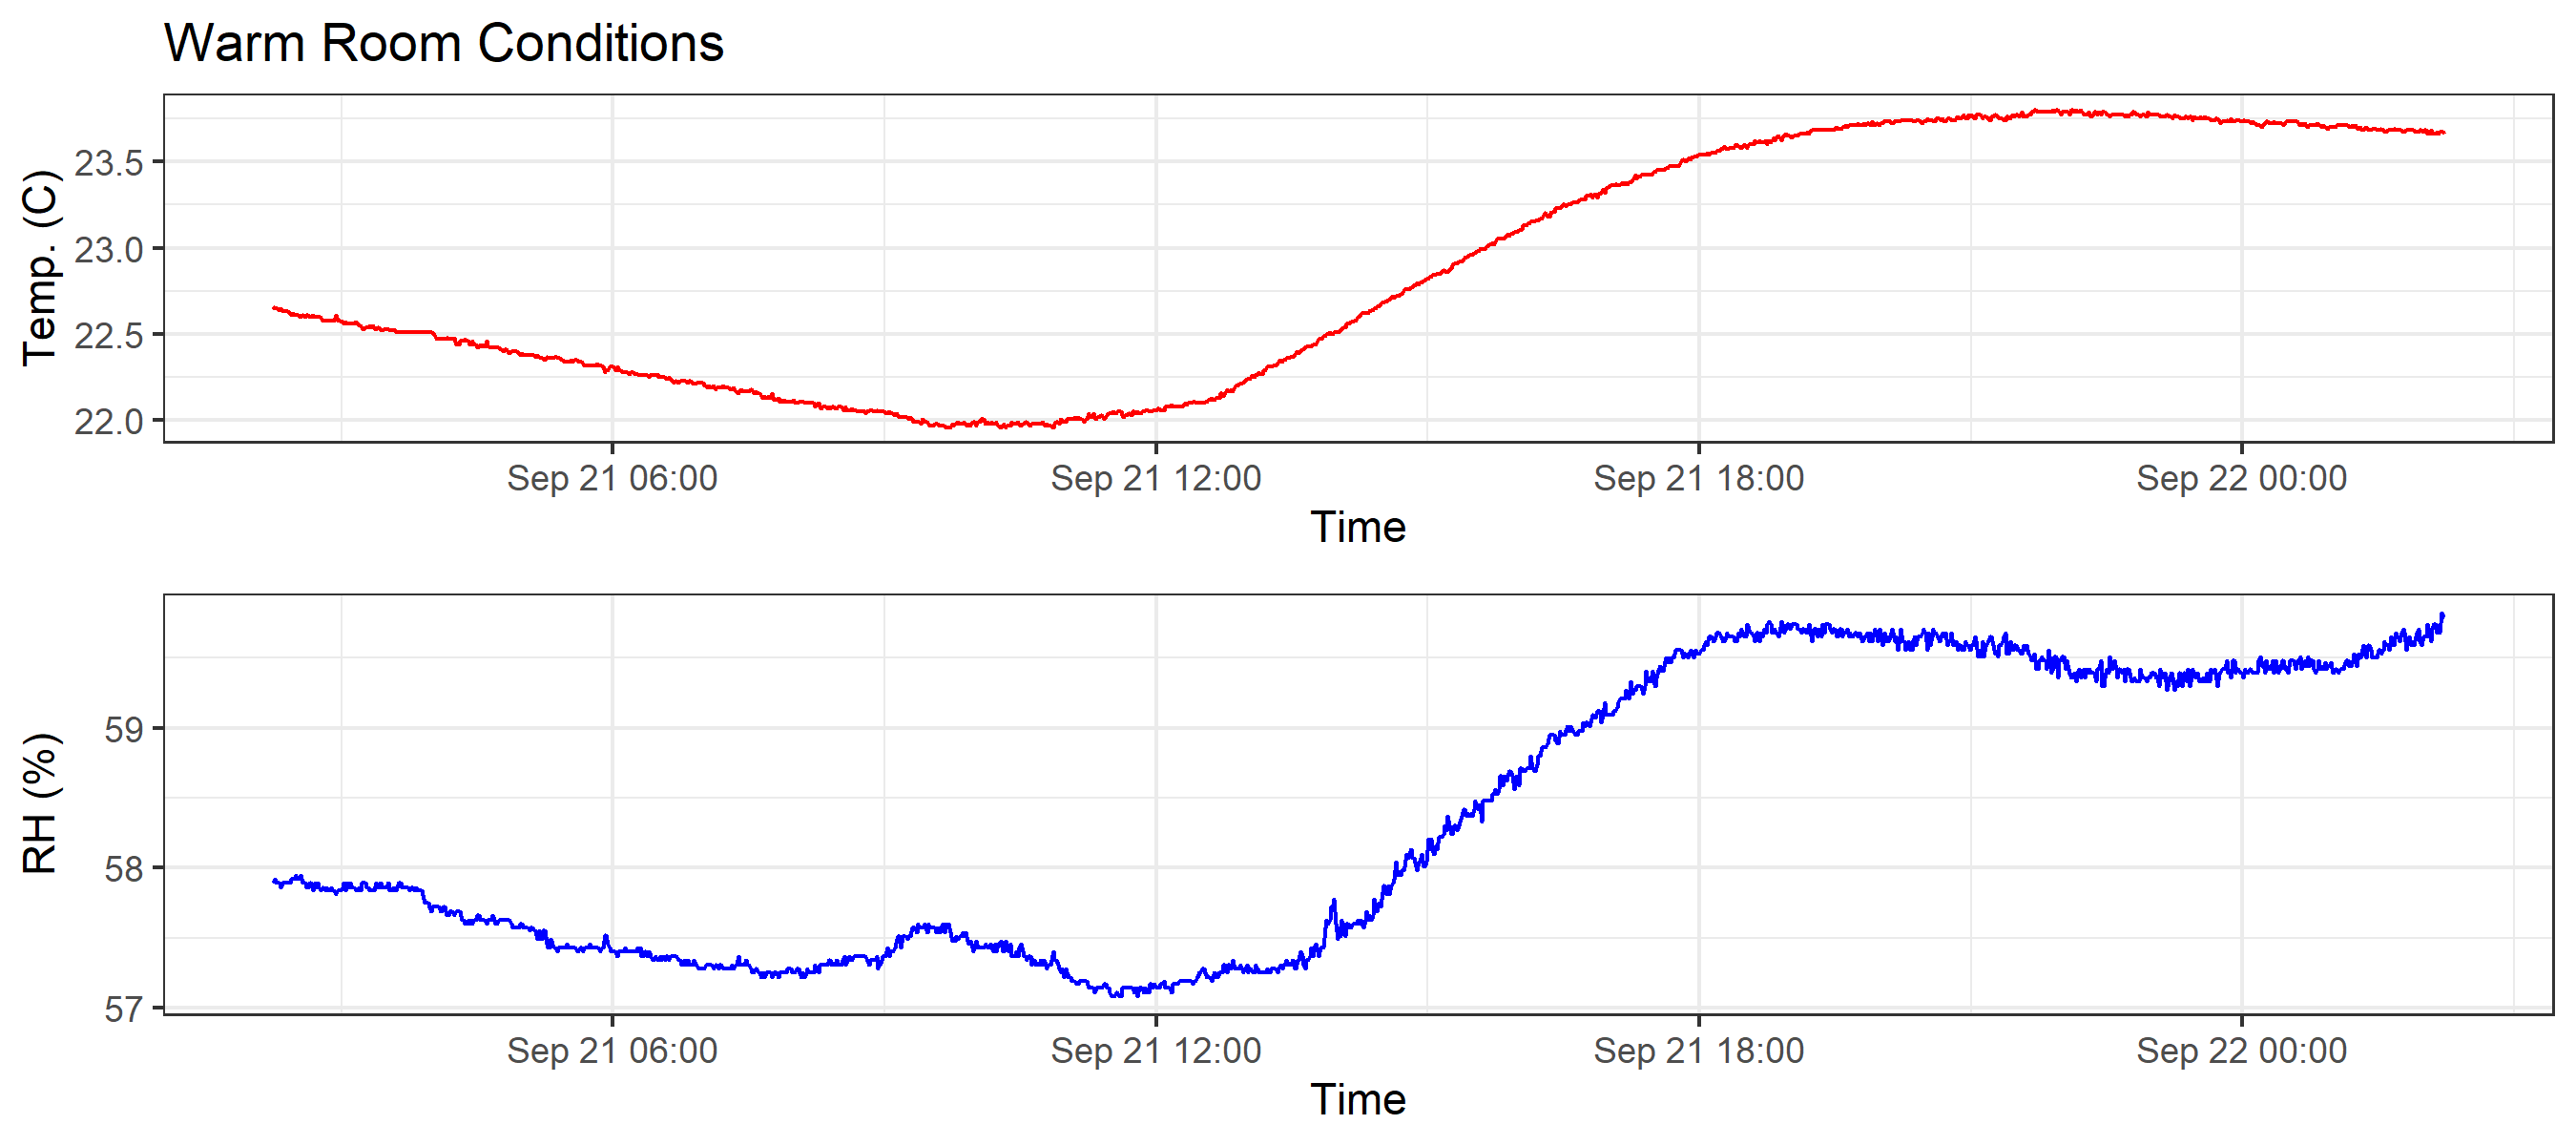 Warm Room Conditions
Temp. (C)
23.5
23.0
22.5
22.0
Sep 21 06:00 Sep 21 12:00 Sep 21 18:00 Sep 22 00:00
Time
RH (%)
59
58
57
Sep 21 06:00 Sep 21 12:00 Sep 21 18:00 Sep 22 00:00
Time